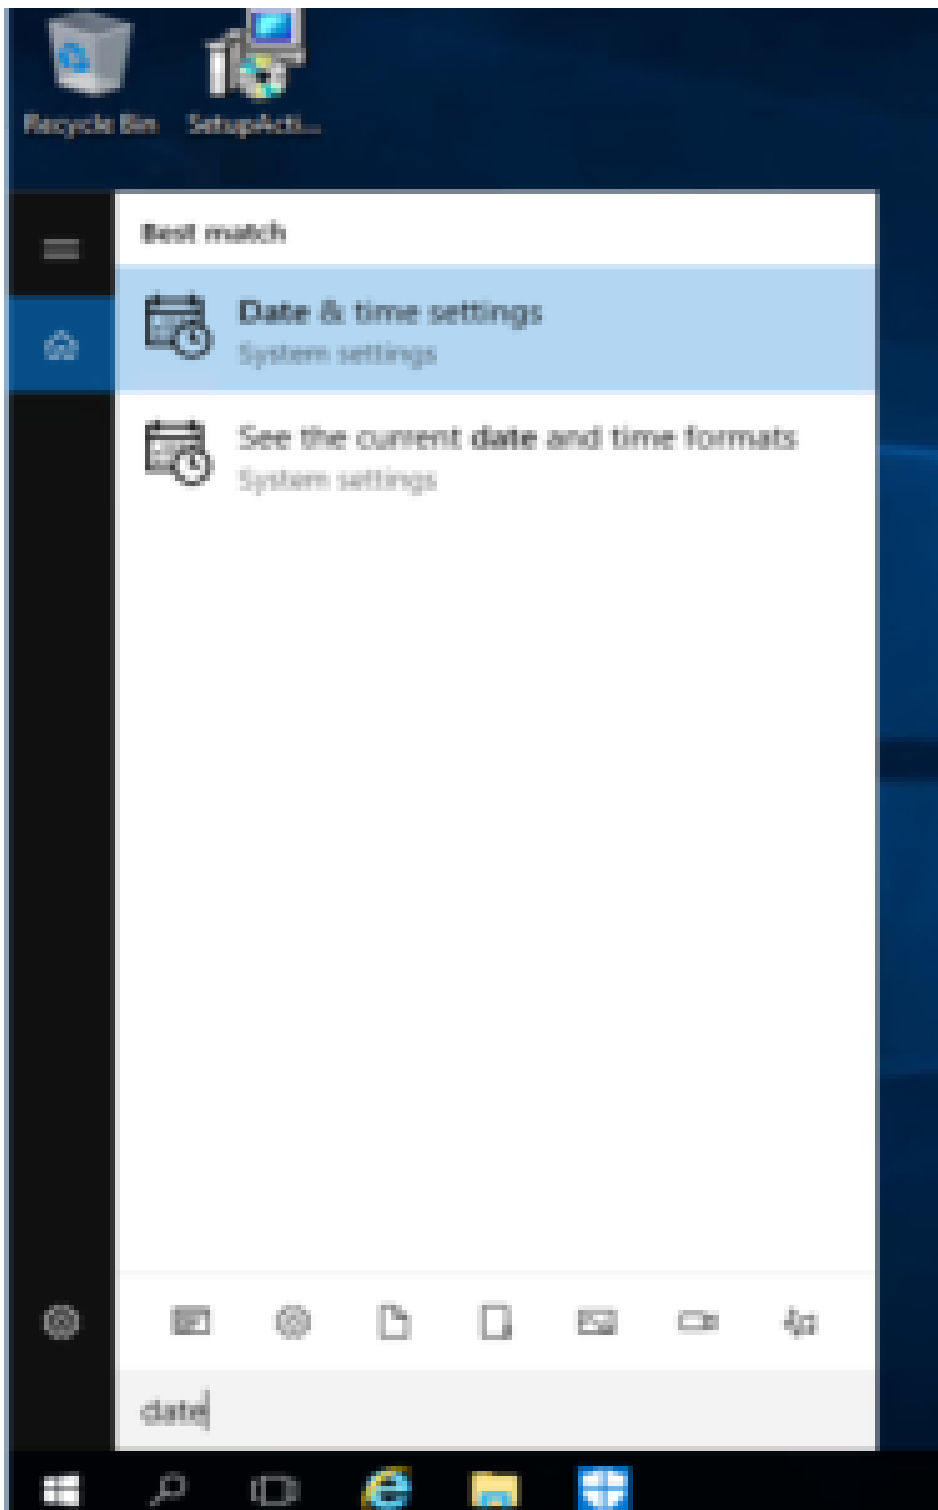 Recycle Bin
SetupActi...
Best match
Date & time settings
System settings
See the current date and time formats
System settings
date